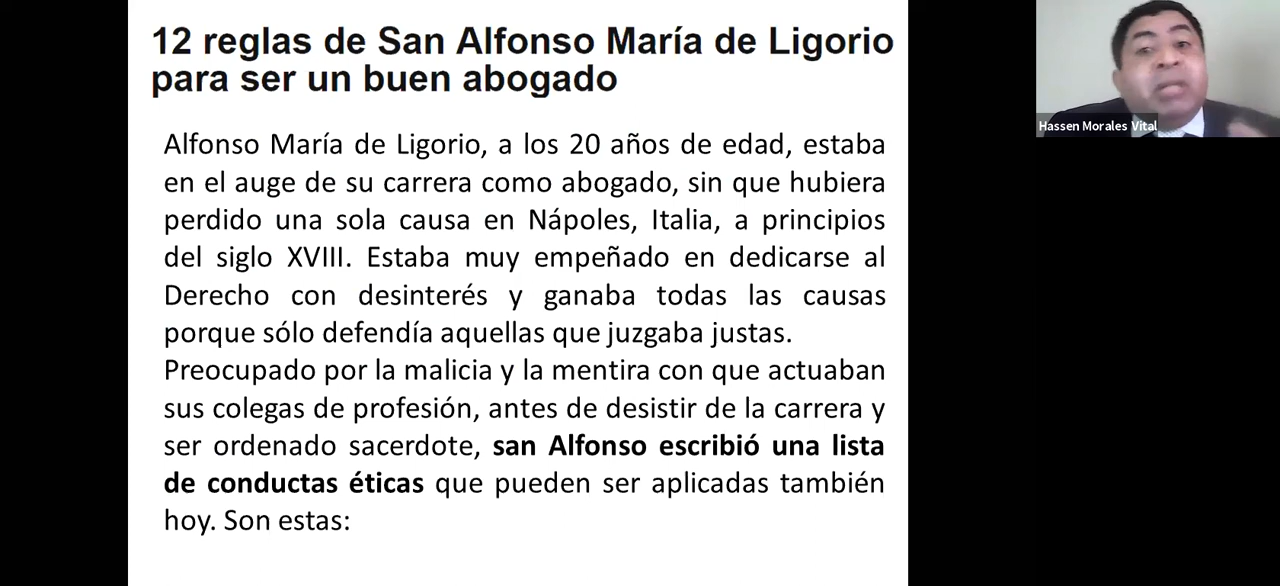 12 reglas de San Alfonso María de Ligorio
para ser un buen abogado
Alfonso María de Ligorio, a los 20 años de edad, estaba
en el auge de su carrera como abogado, sin que hubiera
perdido una sola causa en Nápoles, Italia, a principios
del siglo XVIII. Estaba muy empeñado en dedicarse al
Derecho con desinterés y ganaba todas las causas
porque sólo defendía aquellas que juzgaba justas.
Preocupado por la malicia y la mentira con que actuaban
sus colegas de profesión, antes de desistir de la carrera y
ser ordenado sacerdote, san Alfonso escribió una lista
de conductas éticas que pueden ser aplicadas también
hoy. Son estas:
Hassen Morales Vital